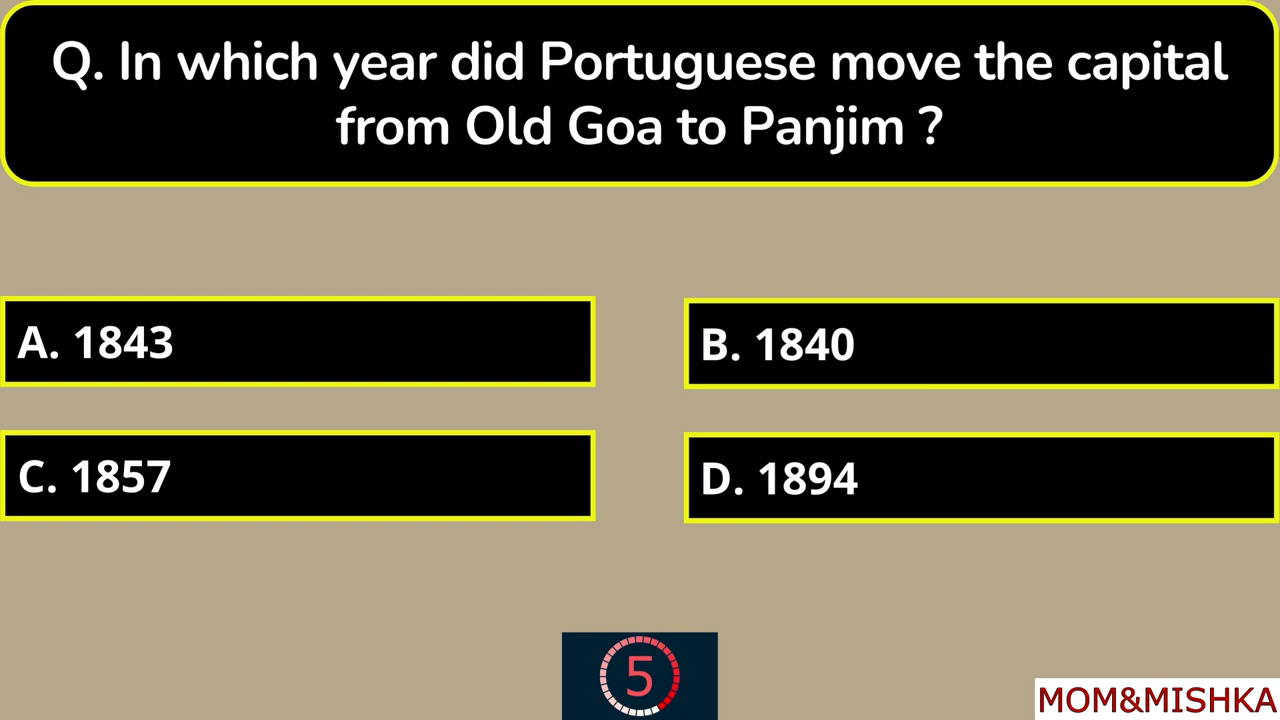 Q. In which year did Portuguese move the capital
from Old Goa to Panjim ?
A. 1843
B. 1840
C. 1857
D. 1894
5
MOM&MISHKA